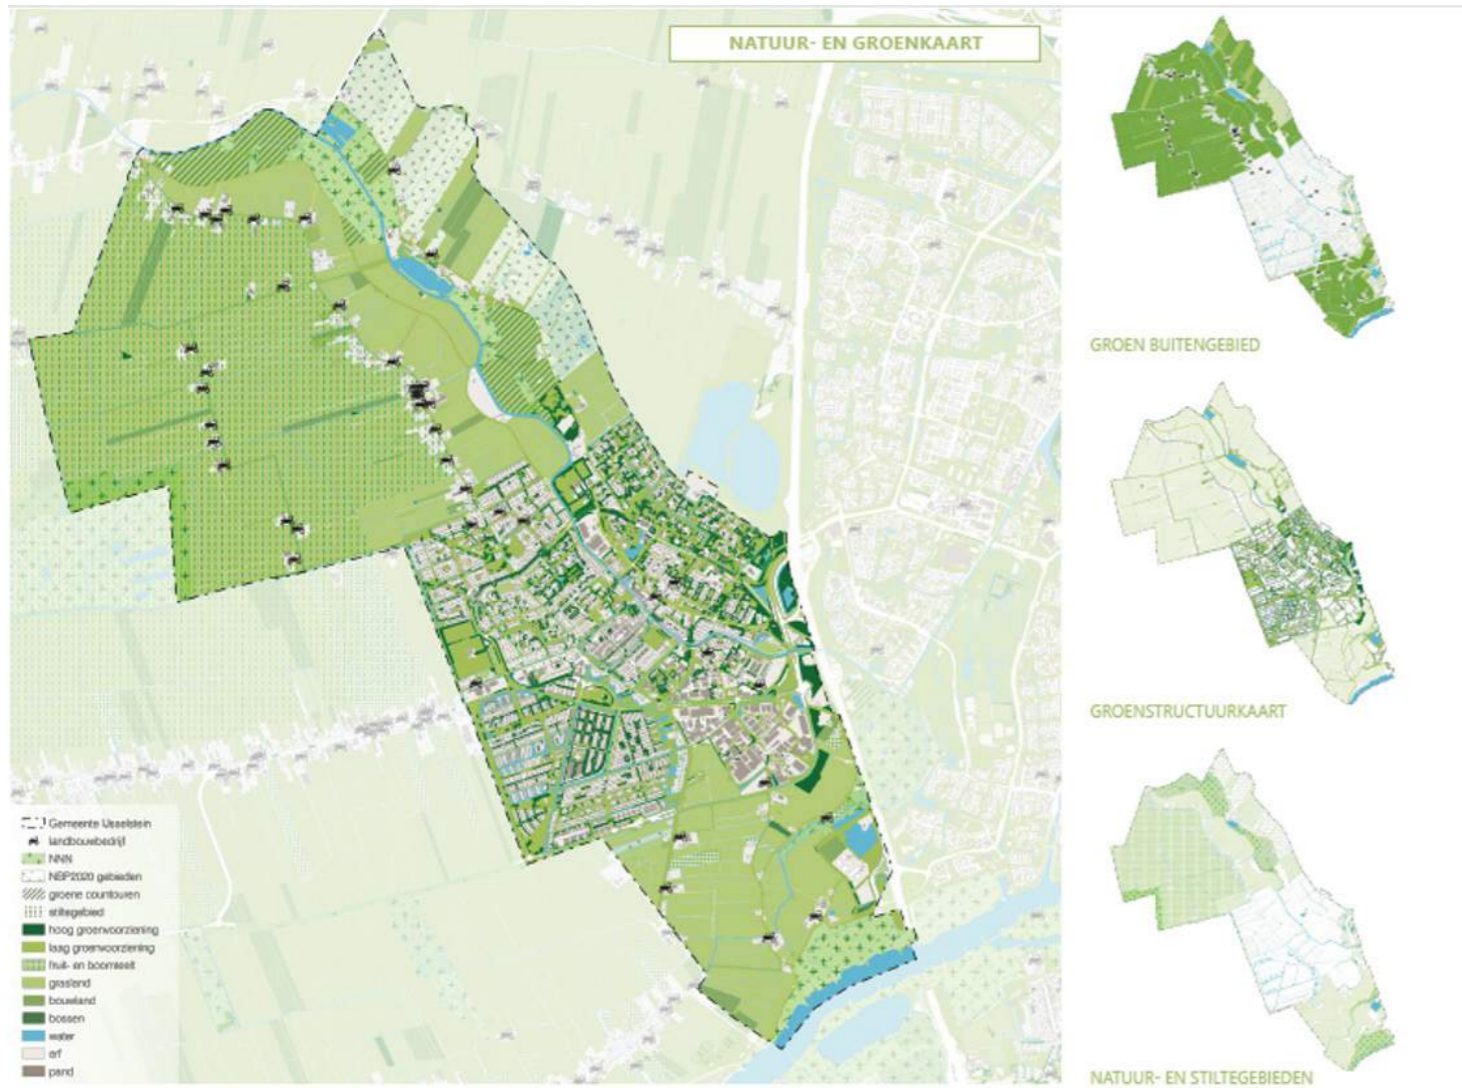 NATUUR- EN GROENKAART
GROEN BUITENGEBIED
GROENSTRUCTUURKAART
NATUUR- EN STILTEGEBIEDEN
Gemeente IJsselstein
landbouwbedrijf
NNN
NBP2020 gebieden
groene countouren
stiltegebied
hoog groenvoorziening
laag groenvoorziening
fruit- en boomteelt
grasland
bouwland
bossen
water
erf
pand